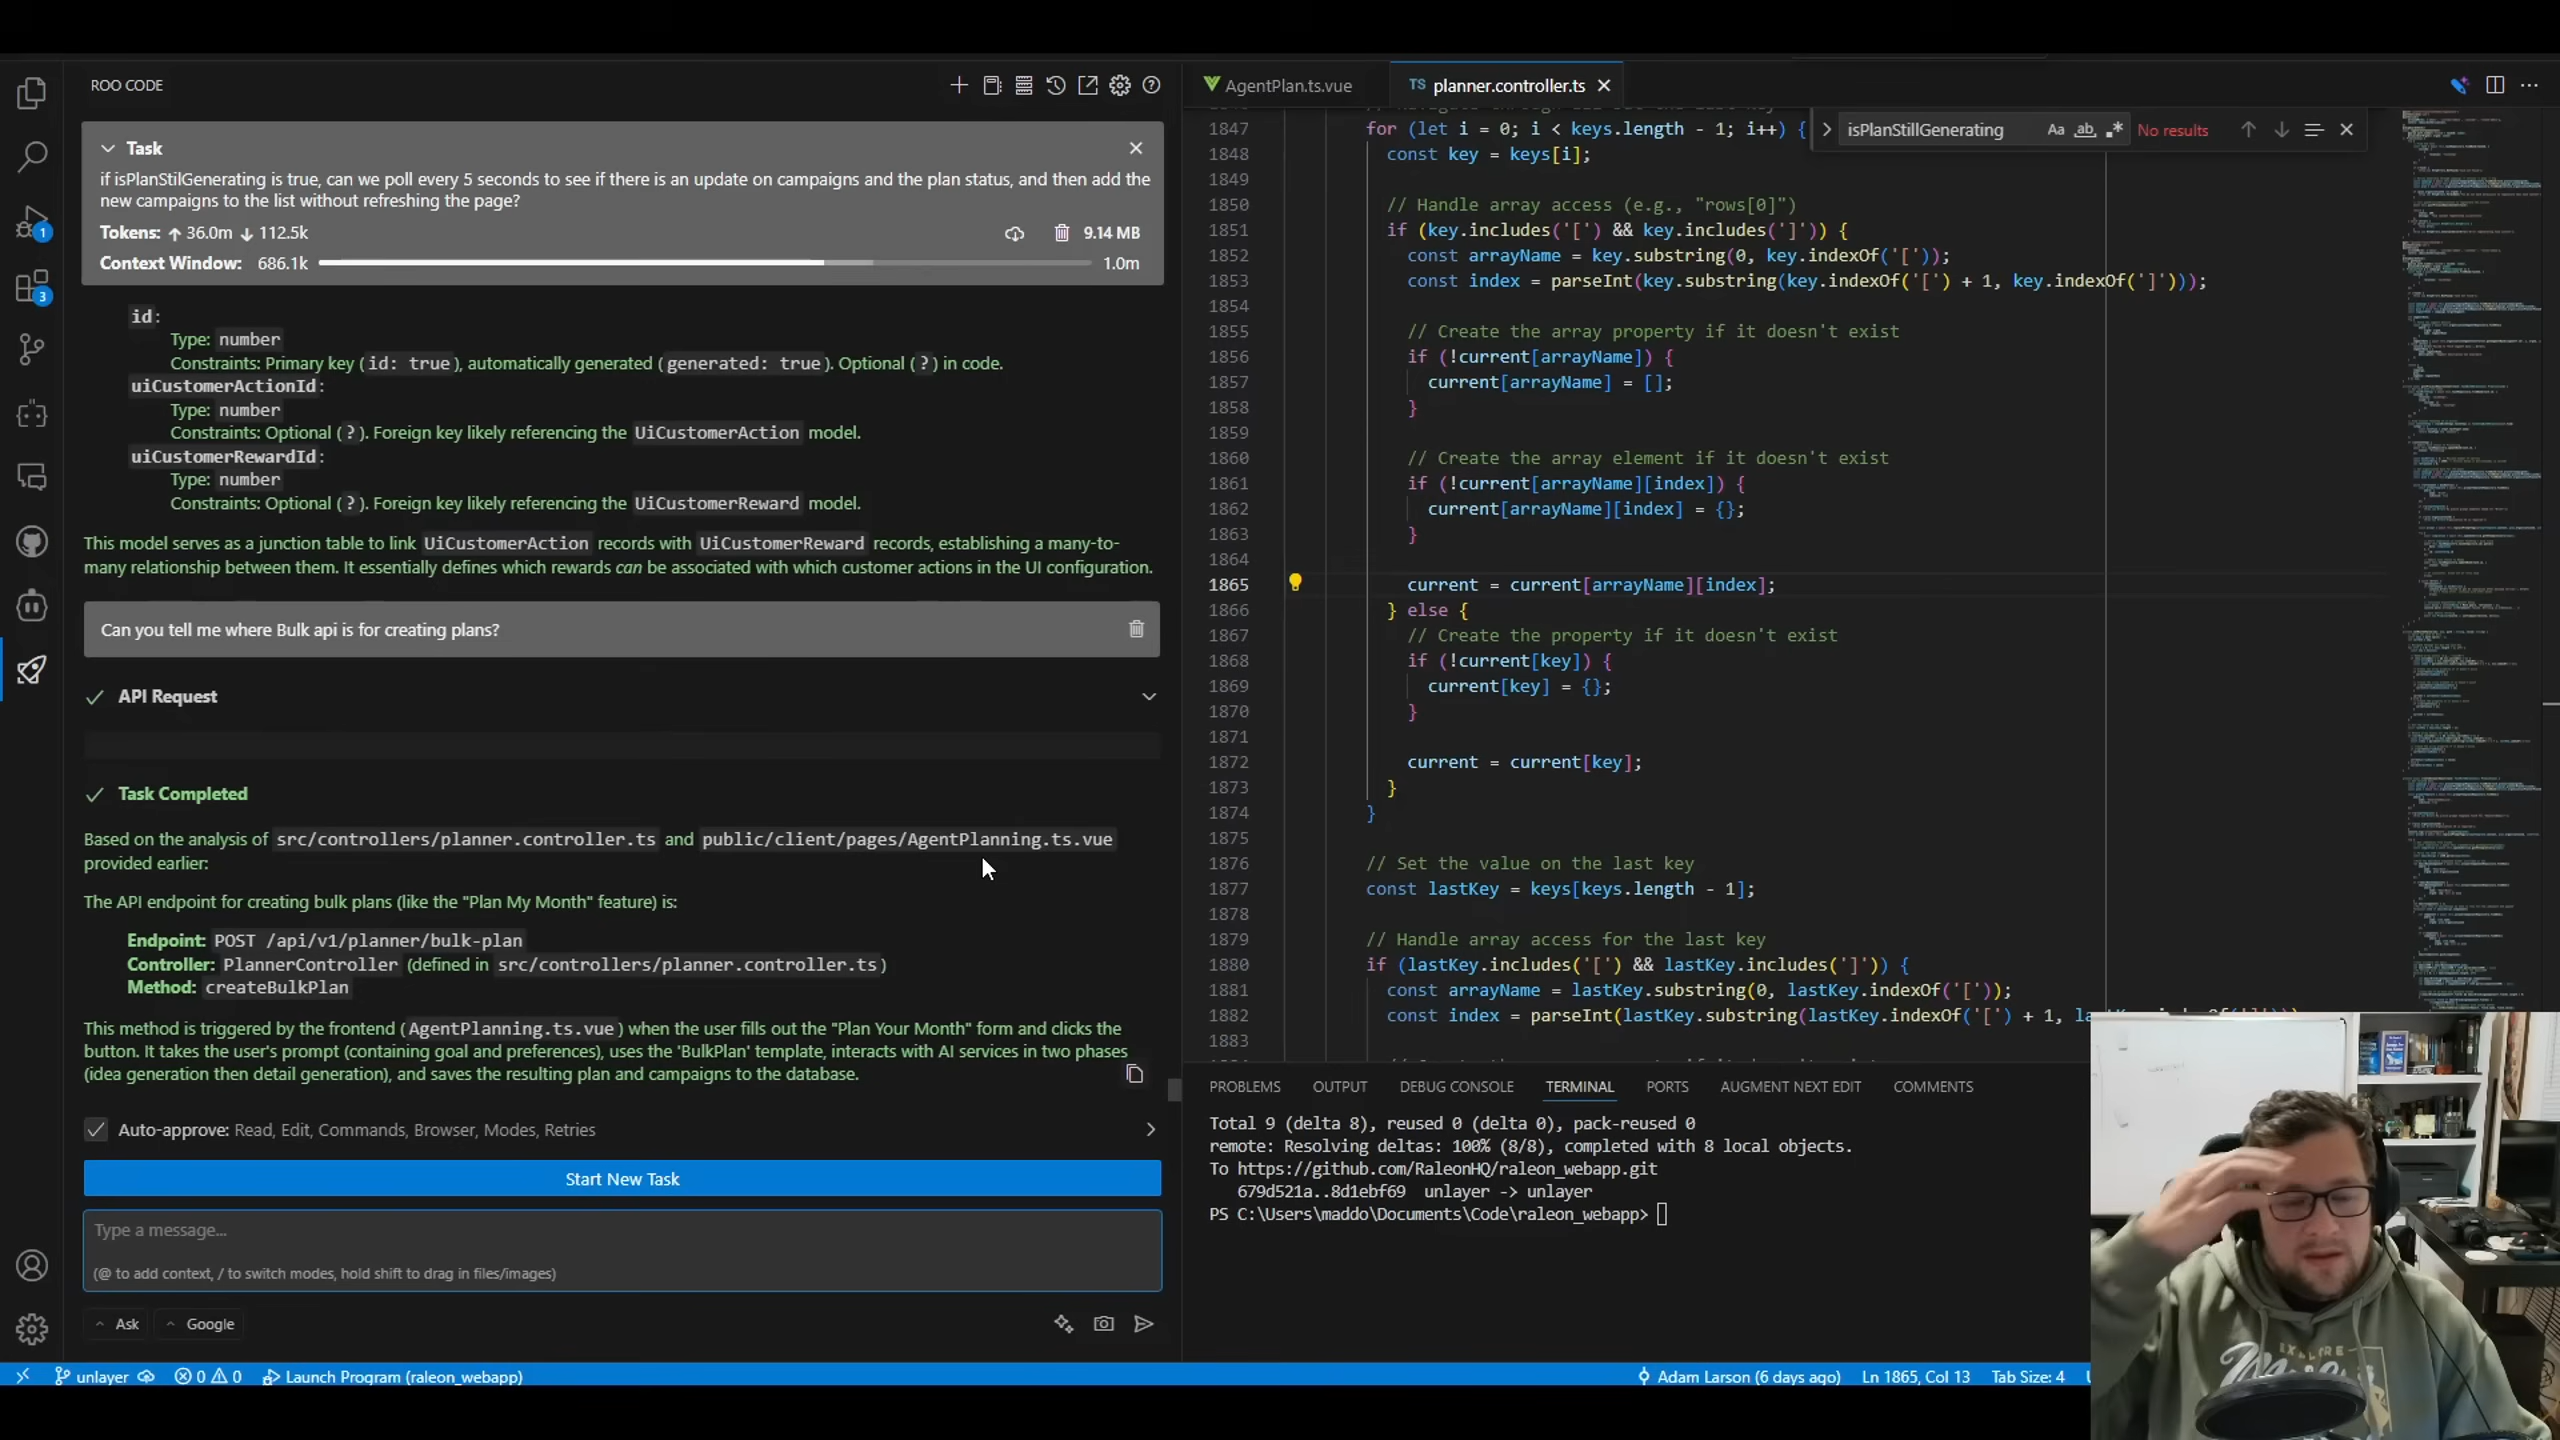 ROO CODE
Task
if isPlanStilGenerating is true, can we poll every 5 seconds to see if there is an update on campaigns and the plan status, and then add the
new campaigns to the list without refreshing the page?
Tokens: ↑ 36.0m ↓ 112.5k
9.14 MB
Context Window: 686.1k 1.0m
id:
Type: number
Constraints: Primary key (id: true), automatically generated (generated: true). Optional (?) in code.
uiCustomerActionId:
Type: number
Constraints: Optional (?). Foreign key likely referencing the UiCustomerAction model.
uiCustomerRewardId:
Type: number
Constraints: Optional (?). Foreign key likely referencing the UiCustomerReward model.
This model serves as a junction table to link UiCustomerAction records with UiCustomerReward records, establishing a many-to-
many relationship between them. It essentially defines which rewards can be associated with which customer actions in the UI configuration.
Can you tell me where Bulk api is for creating plans?
API Request
Task Completed
Based on the analysis of src/controllers/planner.controller.ts and public/client/pages/AgentPlanning.ts.vue
provided earlier:
The API endpoint for creating bulk plans (like the "Plan My Month" feature) is:
Endpoint: POST /api/v1/planner/bulk-plan
Controller: PlannerController (defined in src/controllers/planner.controller.ts)
Method: createBulkPlan
This method is triggered by the frontend (AgentPlanning.ts.vue) when the user fills out the "Plan Your Month" form and clicks the
button. It takes the user's prompt (containing goal and preferences), uses the 'BulkPlan' template, interacts with AI services in two phases
(idea generation then detail generation), and saves the resulting plan and campaigns to the database.
Auto-approve: Read, Edit, Commands, Browser, Modes, Retries
Start New Task
Type a message...
(@ to add context, / to switch modes, hold shift to drag in files/images)
Ask Google
1
3
AgentPlan.ts.vue
TS planner.controller.ts
isPlanStillGenerating Aa ab No results
1847 for (let i = 0; i < keys.length - 1; i++) {
1848 const key = keys[i];
1849
1850 // Handle array access (e.g., "rows[0]")
1851 if (key.includes('[') && key.includes(']')) {
1852 const arrayName = key.substring(0, key.indexOf('['));
1853 const index = parseInt(key.substring(key.indexOf('[') + 1, key.indexOf(']')));
1854
1855 // Create the array property if it doesn't exist
1856 if (!current[arrayName]) {
1857 current[arrayName] = [];
1858 }
1859
1860 // Create the array element if it doesn't exist
1861 if (!current[arrayName][index]) {
1862 current[arrayName][index] = {};
1863 }
1864
1865 current = current[arrayName][index];
1866 } else {
1867 // Create the property if it doesn't exist
1868 if (!current[key]) {
1869 current[key] = {};
1870 }
1871
1872 current = current[key];
1873 }
1874 }
1875
1876 // Set the value on the last key
1877 const lastKey = keys[keys.length - 1];
1878
1879 // Handle array access for the last key
1880 if (lastKey.includes('[') && lastKey.includes(']')) {
1881 const arrayName = lastKey.substring(0, lastKey.indexOf('['));
1882 const index = parseInt(lastKey.substring(lastKey.indexOf('[') + 1,
1883
PROBLEMS OUTPUT DEBUG CONSOLE TERMINAL PORTS AUGMENT NEXT EDIT COMMENTS
Total 9 (delta 8), reused 0 (delta 0), pack-reused 0
remote: Resolving deltas: 100% (8/8), completed with 8 local objects.
To https://github.com/RaleonHQ/raleon_webapp.git
679d521a..8d1ebf69 unlayer -> unlayer
PS C:\Users\maddo\Documents\Code\raleon_webapp>
unlayer 0 0 Launch Program (raleon_webapp) Adam Larson (6 days ago) Ln 1865, Col 13 Tab Size: 4
EXPLORE